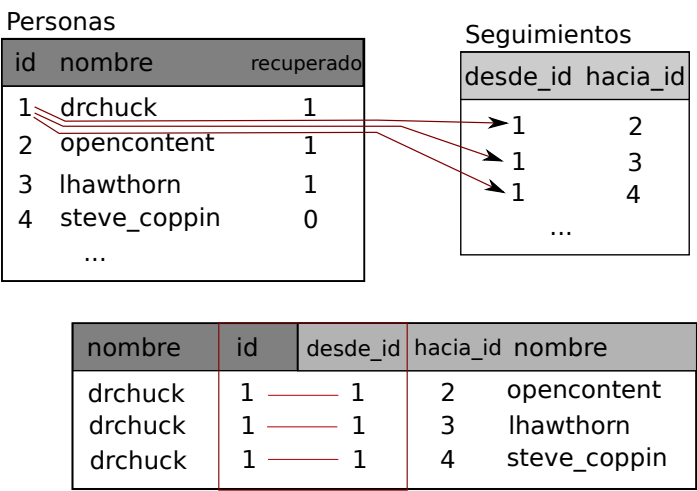 Personas
id nombre recuperado
1 drchuck 1
2 opencontent 1
3 lhawthorn 1
4 steve_coppin 0
...
Seguimientos
desde_id hacia_id
1 2
1 3
1 4
...
nombre id desde_id hacia_id nombre
drchuck 1 1 2 opencontent
drchuck 1 1 3 lhawthorn
drchuck 1 1 4 steve_coppin